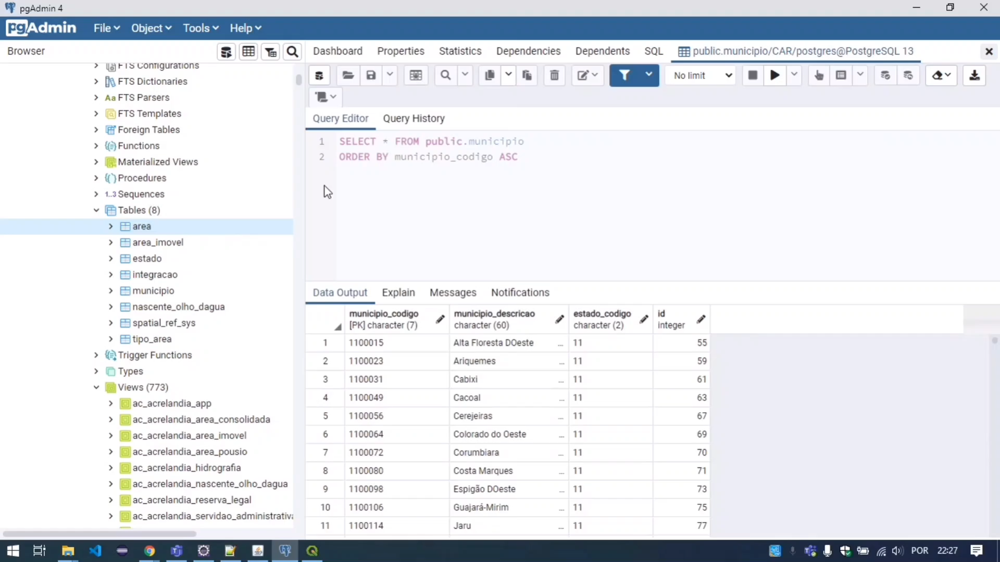 pgAdmin 4
pgAdmin
File
Object
Tools
Help
Browser
Dashboard
Properties
Statistics
Dependencies
Dependents
SQL
public.municipio/CAR/postgres@PostgreSQL 13
No limit
FTS Configurations
FTS Dictionaries
Aa FTS Parsers
FTS Templates
Foreign Tables
Functions
Materialized Views
Procedures
1..3 Sequences
Tables (8)
area
area_imovel
estado
integracao
municipio
nascente_olho_dagua
spatial_ref_sys
tipo_area
Trigger Functions
Types
Views (773)
ac_acrelandia_app
ac_acrelandia_area_consolidada
ac_acrelandia_area_imovel
ac_acrelandia_area_pousio
ac_acrelandia_hidrografia
ac_acrelandia_nascente_olho_dagua
ac_acrelandia_reserva_legal
ac_acrelandia_servidao_administrativa
Query Editor
Query History
1 SELECT * FROM public.municipio
2 ORDER BY municipio_codigo ASC
Data Output
Explain
Messages
Notifications
municipio_codigo
[PK] character (7)
municipio_descricao
character (60)
estado_codigo
character (2)
id
integer
1 1100015 Alta Floresta DOeste ... 11 55
2 1100023 Ariquemes ... 11 59
3 1100031 Cabixi ... 11 61
4 1100049 Cacoal ... 11 63
5 1100056 Cerejeiras ... 11 67
6 1100064 Colorado do Oeste ... 11 69
7 1100072 Corumbiara ... 11 70
8 1100080 Costa Marques ... 11 71
9 1100098 Espigão DOeste ... 11 73
10 1100106 Guajará-Mirim ... 11 75
11 1100114 Jaru ... 11 77
POR
22:27